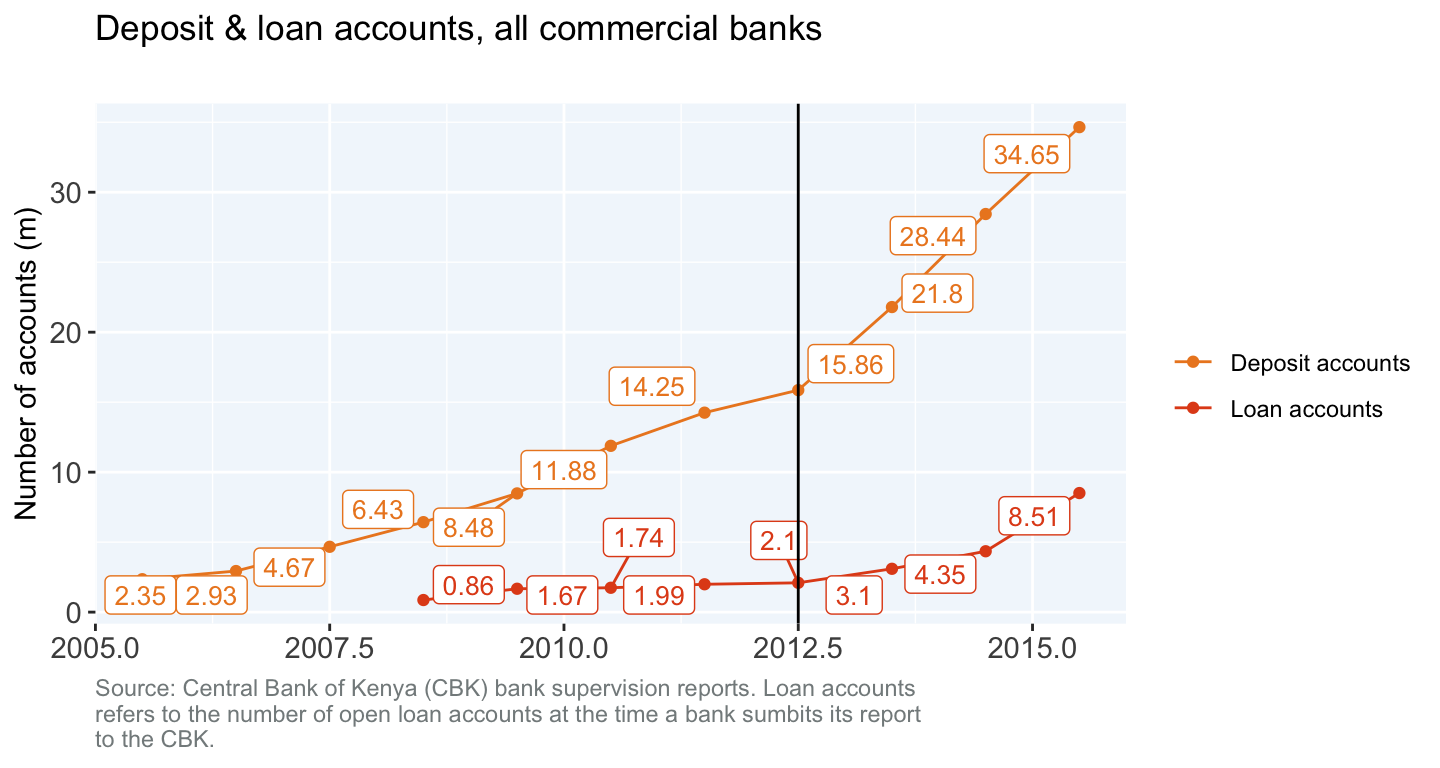 Deposit & loan accounts, all commercial banks
Number of accounts (m)
30
20
10
0
34.65
28.44
21.8
15.86
14.25
11.88
6.43
8.48
4.67
2.35
2.93
1.74
2.1
8.51
0.86
1.67
1.99
3.1
4.35
Deposit accounts
Loan accounts
2005.0 2007.5 2010.0 2012.5 2015.0
Source: Central Bank of Kenya (CBK) bank supervision reports. Loan accounts
refers to the number of open loan accounts at the time a bank sumbits its report
to the CBK.